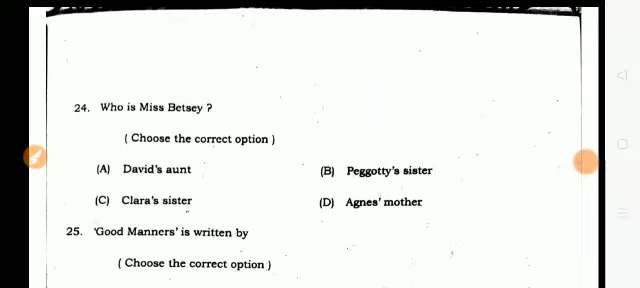 24. Who is Miss Betsey ?
( Choose the correct option )
(A) David's aunt (B) Peggotty's sister
(C) Clara's sister (D) Agnes' mother
25. 'Good Manners' is written by
( Choose the correct option )